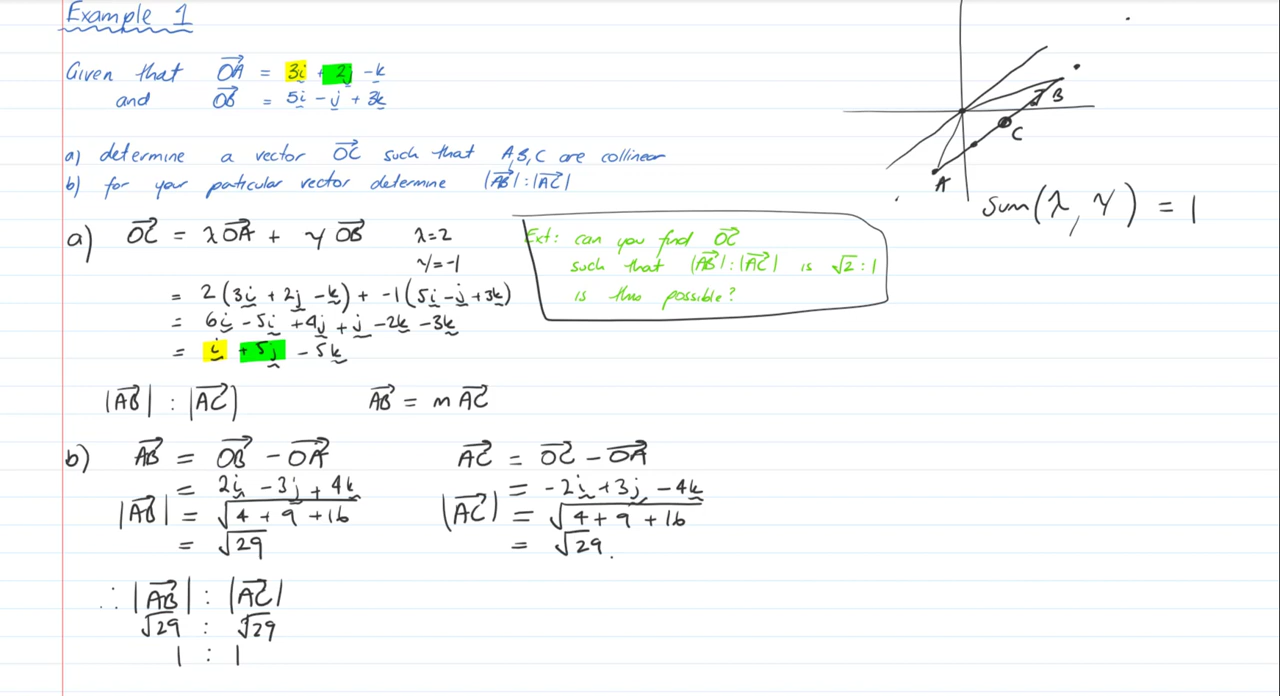 Example 1
Given that OA⃗ = 3i + 2j - k
and OB⃗ = 5i - j + 3k
a) determine a vector OC⃗ such that A,B,C are collinear
b) for your particular vector determine |AB⃗| : |AC⃗|
B
C
A
sum(λ, γ) = 1
a) OC⃗ = λOA⃗ + γOB⃗ λ=2
γ=-1
= 2(3i + 2j - k) + -1(5i - j + 3k)
= 6i - 5i + 4j + j - 2k - 3k
= i + 5j - 5k
Ext: can you find OC⃗
such that |AB⃗| : |AC⃗| is √2 : 1
is this possible?
|AB⃗| : |AC⃗| AB⃗ = m AC⃗
b) AB⃗ = OB⃗ - OA⃗ AC⃗ = OC⃗ - OA⃗
= 2i - 3j + 4k = -2i + 3j - 4k
|AB⃗| = √4 + 9 + 16 |AC⃗| = √4 + 9 + 16
= √29 = √29.
∴ |AB⃗| : |AC⃗|
√29 : √29
1 : 1